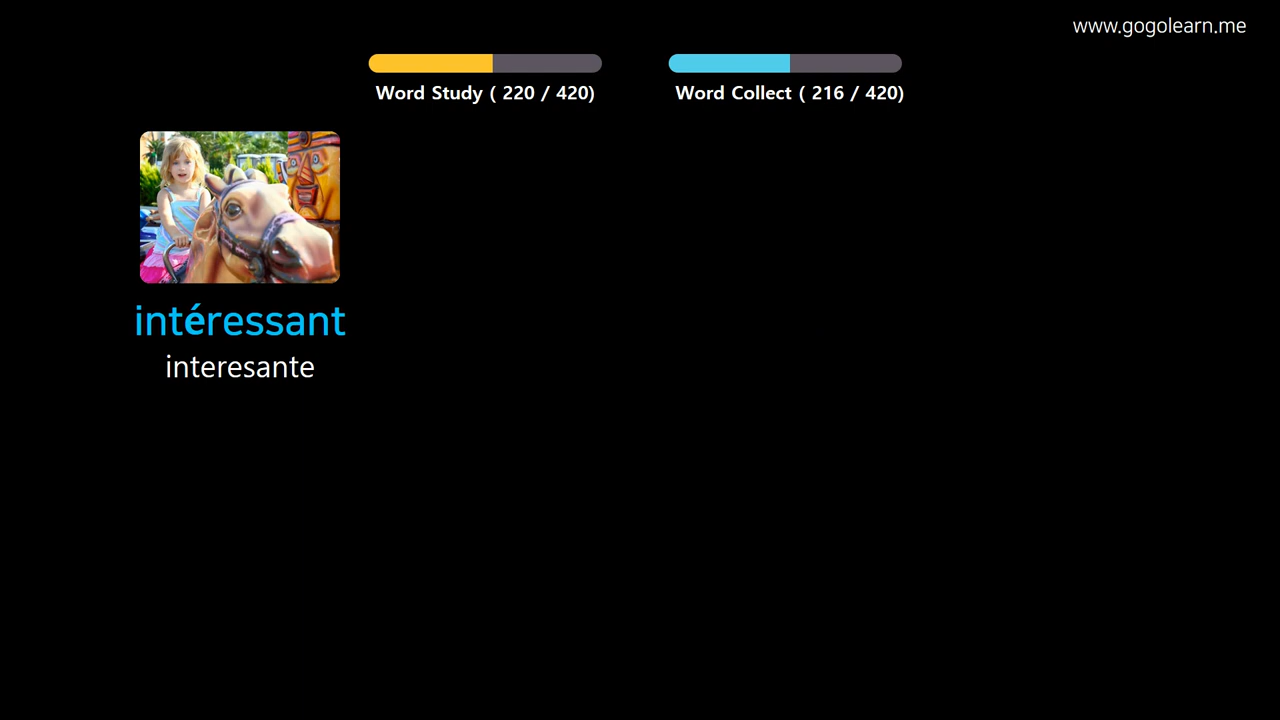 www.gogolearn.me
Word Study ( 220 / 420)
Word Collect ( 216 / 420)
intéressant
interesante